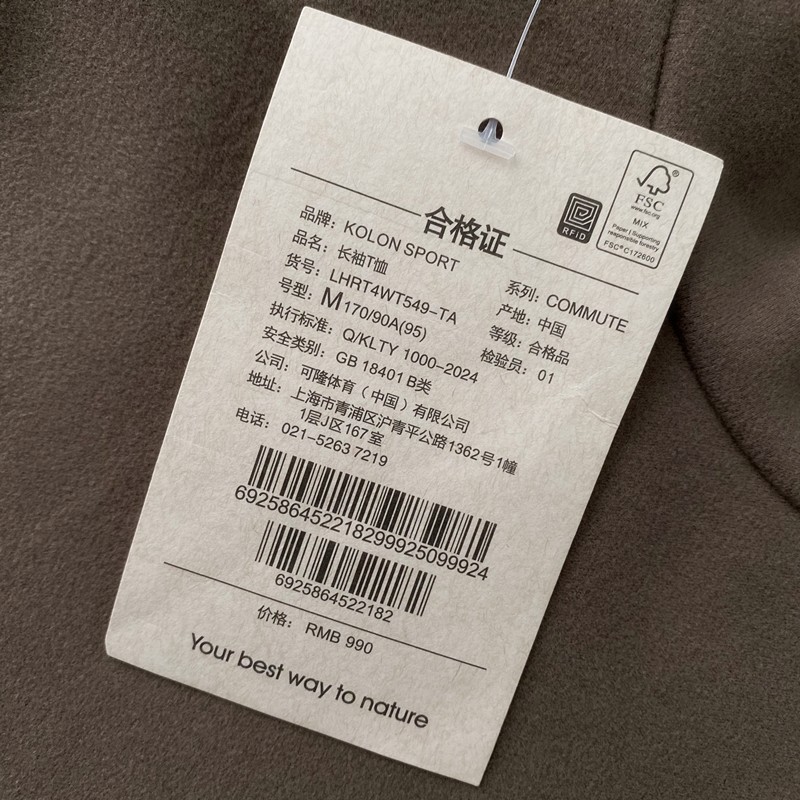 FSC®
www.fsc.org
MIX
Paper | Supporting
responsible forestry
FSC® C172600
RFID
合格证
品牌: KOLON SPORT
系列: COMMUTE
品名: 长袖T恤
产地: 中国
货号: LHRT4WT549-TA
等级: 合格品
号型: M 170/90A(95)
检验员: 01
执行标准: Q/KLTY 1000-2024
安全类别: GB 18401 B类
公司: 可隆体育（中国）有限公司
地址: 上海市青浦区沪青平公路1362号1幢
1层J区167室
电话: 021-5263 7219
692586452218299925099924
6925864522182
价格: RMB 990
Your best way to nature